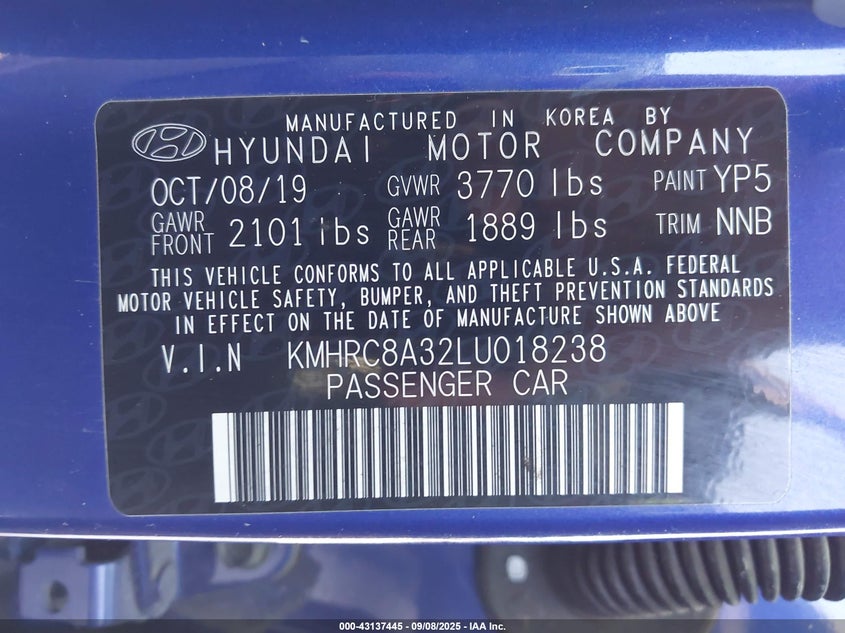 MANUFACTURED IN KOREA BY
HYUNDAI MOTOR COMPANY
OCT/08/19 GVWR 3770 lbs PAINT YP5
GAWR FRONT 2101 lbs GAWR REAR 1889 lbs TRIM NNB
THIS VEHICLE CONFORMS TO ALL APPLICABLE U.S.A. FEDERAL
MOTOR VEHICLE SAFETY, BUMPER, AND THEFT PREVENTION STANDARDS
IN EFFECT ON THE DATE OF MANUFACTURE SHOWN ABOVE
V.I.N KMHRC8A32LU018238
PASSENGER CAR
000-43137445 - 09/08/2025 - IAA Inc.